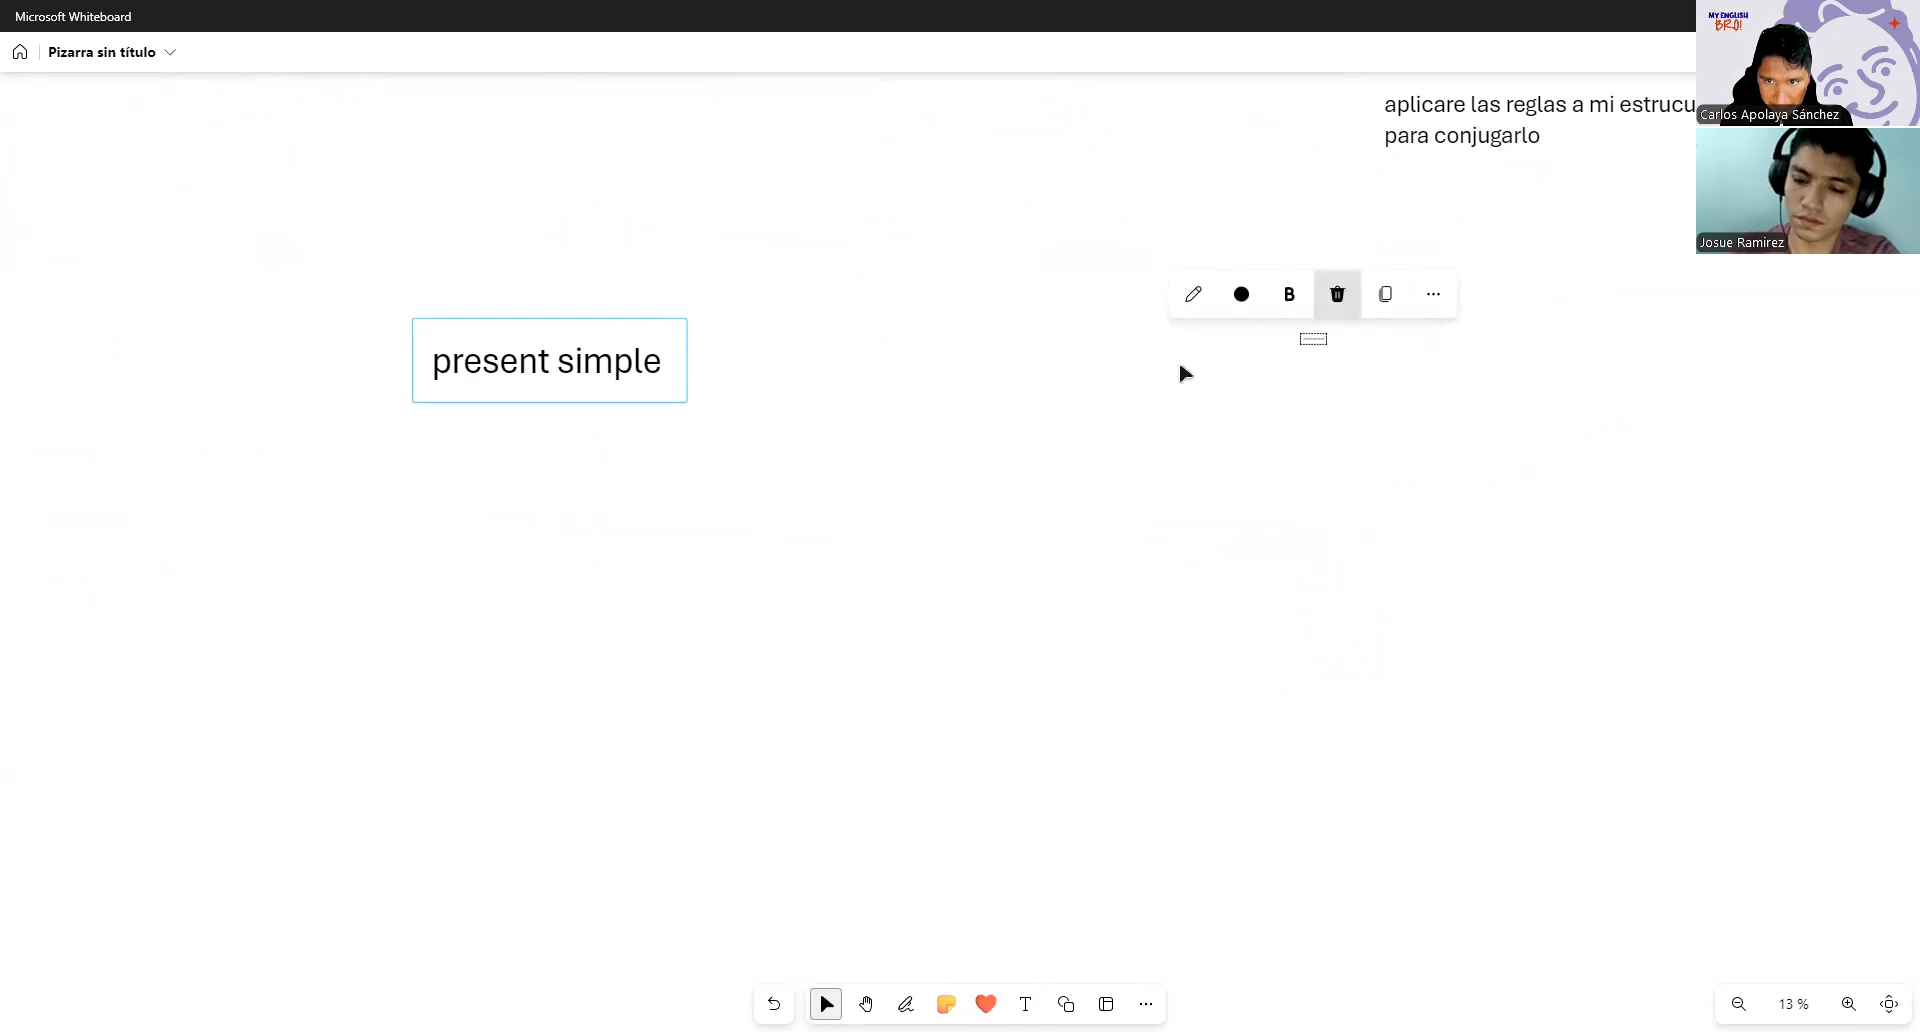 Microsoft Whiteboard
Pizarra sin título
MY ENGLISH
BRO!
Carlos Apolaya Sánchez
aplicare las reglas a mi estrucu
para conjugarlo
Josue Ramirez
B
present simple
T
13 %